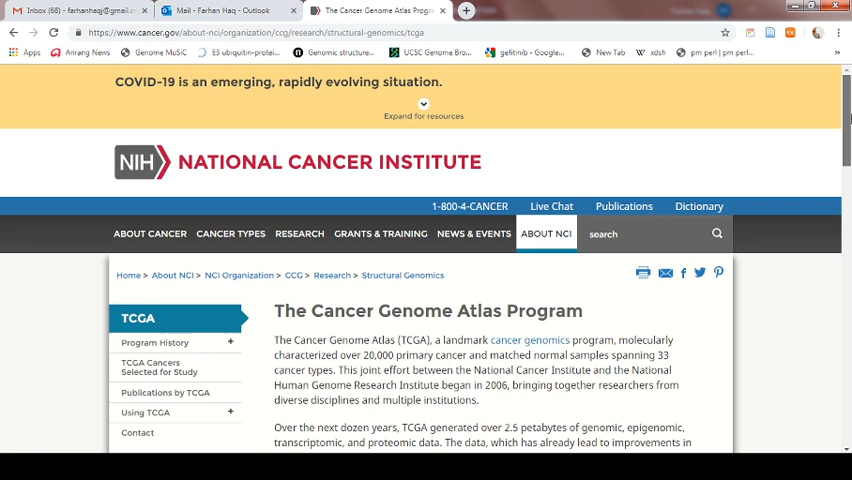 Inbox (68) - farhanhaqj@gmail.c
Mail - Farhan Haq - Outlook
The Cancer Genome Atlas Progra
https://www.cancer.gov/about-nci/organization/ccg/research/structural-genomics/tcga
Apps
Arirang News
Genome MuSiC
E3 ubiquitin-protein
Genomic structure...
UCSC Genome Bro...
gefitinib - Google...
New Tab
xdsh
pm perl | pm perl...
COVID-19 is an emerging, rapidly evolving situation.
Expand for resources
NIH NATIONAL CANCER INSTITUTE
1-800-4-CANCER Live Chat Publications Dictionary
ABOUT CANCER CANCER TYPES RESEARCH GRANTS & TRAINING NEWS & EVENTS ABOUT NCI search
Home > About NCI > NCI Organization > CCG > Research > Structural Genomics
TCGA
Program History +
TCGA Cancers
Selected for Study
Publications by TCGA
Using TCGA +
Contact
The Cancer Genome Atlas Program
The Cancer Genome Atlas (TCGA), a landmark cancer genomics program, molecularly
characterized over 20,000 primary cancer and matched normal samples spanning 33
cancer types. This joint effort between the National Cancer Institute and the National
Human Genome Research Institute began in 2006, bringing together researchers from
diverse disciplines and multiple institutions.
Over the next dozen years, TCGA generated over 2.5 petabytes of genomic, epigenomic,
transcriptomic, and proteomic data. The data, which has already lead to improvements in